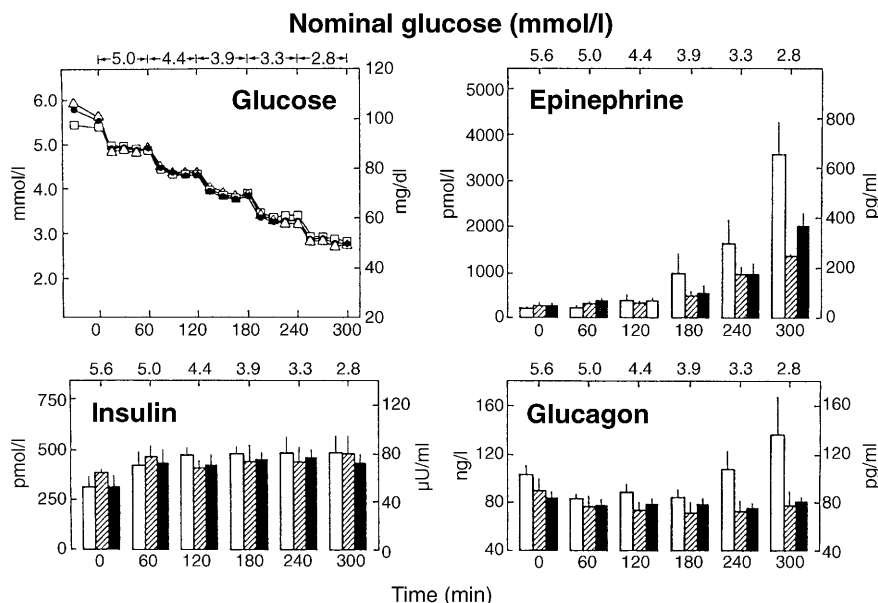 Nominal glucose (mmol/l)
5.0 4.4 3.9 3.3 2.8
Glucose
mmol/l
6.0
5.0
4.0
3.0
2.0
120
100
80
60
40
20
mg/dl
0 60 120 180 240 300
5.6 5.0 4.4 3.9 3.3 2.8
Epinephrine
pmol/l
5000
4000
3000
2000
1000
0
800
600
400
200
0
pg/ml
0 60 120 180 240 300
5.6 5.0 4.4 3.9 3.3 2.8
Insulin
pmol/l
750
500
250
0
120
80
40
0
µU/ml
0 60 120 180 240 300
5.6 5.0 4.4 3.9 3.3 2.8
Glucagon
ng/l
160
120
80
40
160
120
80
40
pg/ml
0 60 120 180 240 300
Time (min)